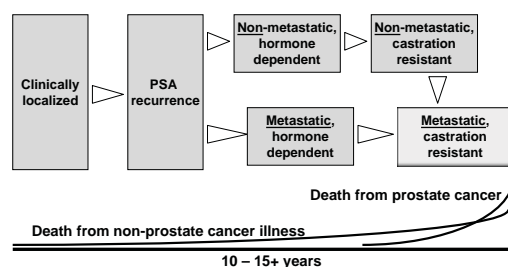 Clinically
localized
PSA
recurrence
Non-metastatic,
hormone
dependent
Non-metastatic,
castration
resistant
Metastatic,
hormone
dependent
Metastatic,
castration
resistant
Death from prostate cancer
Death from non-prostate cancer illness
10 – 15+ years